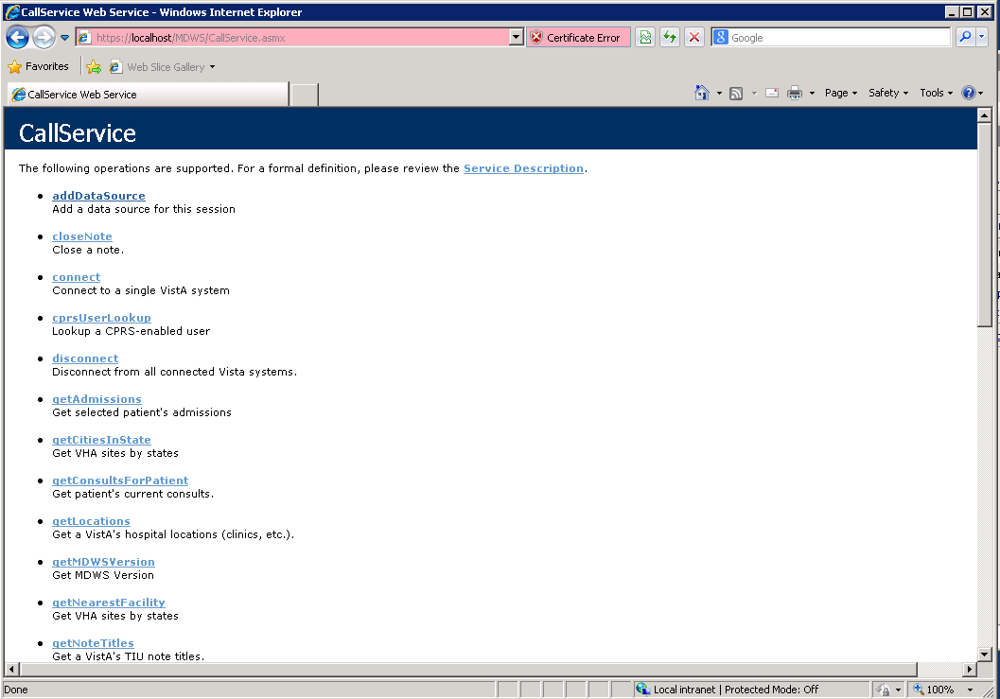 CallService Web Service - Windows Internet Explorer
https://localhost/MDWS/CallService.asmx
Certificate Error
Google
Favorites
Web Slice Gallery
CallService Web Service
Page
Safety
Tools
CallService
The following operations are supported. For a formal definition, please review the Service Description.
addDataSource
Add a data source for this session
closeNote
Close a note.
connect
Connect to a single VistA system
cprsUserLookup
Lookup a CPRS-enabled user
disconnect
Disconnect from all connected Vista systems.
getAdmissions
Get selected patient's admissions
getCitiesInState
Get VHA sites by states
getConsultsForPatient
Get patient's current consults.
getLocations
Get a VistA's hospital locations (clinics, etc.).
getMDWSVersion
Get MDWS Version
getNearestFacility
Get VHA sites by states
getNoteTitles
Get a VistA's TIU note titles.
Done
Local intranet | Protected Mode: Off
100%